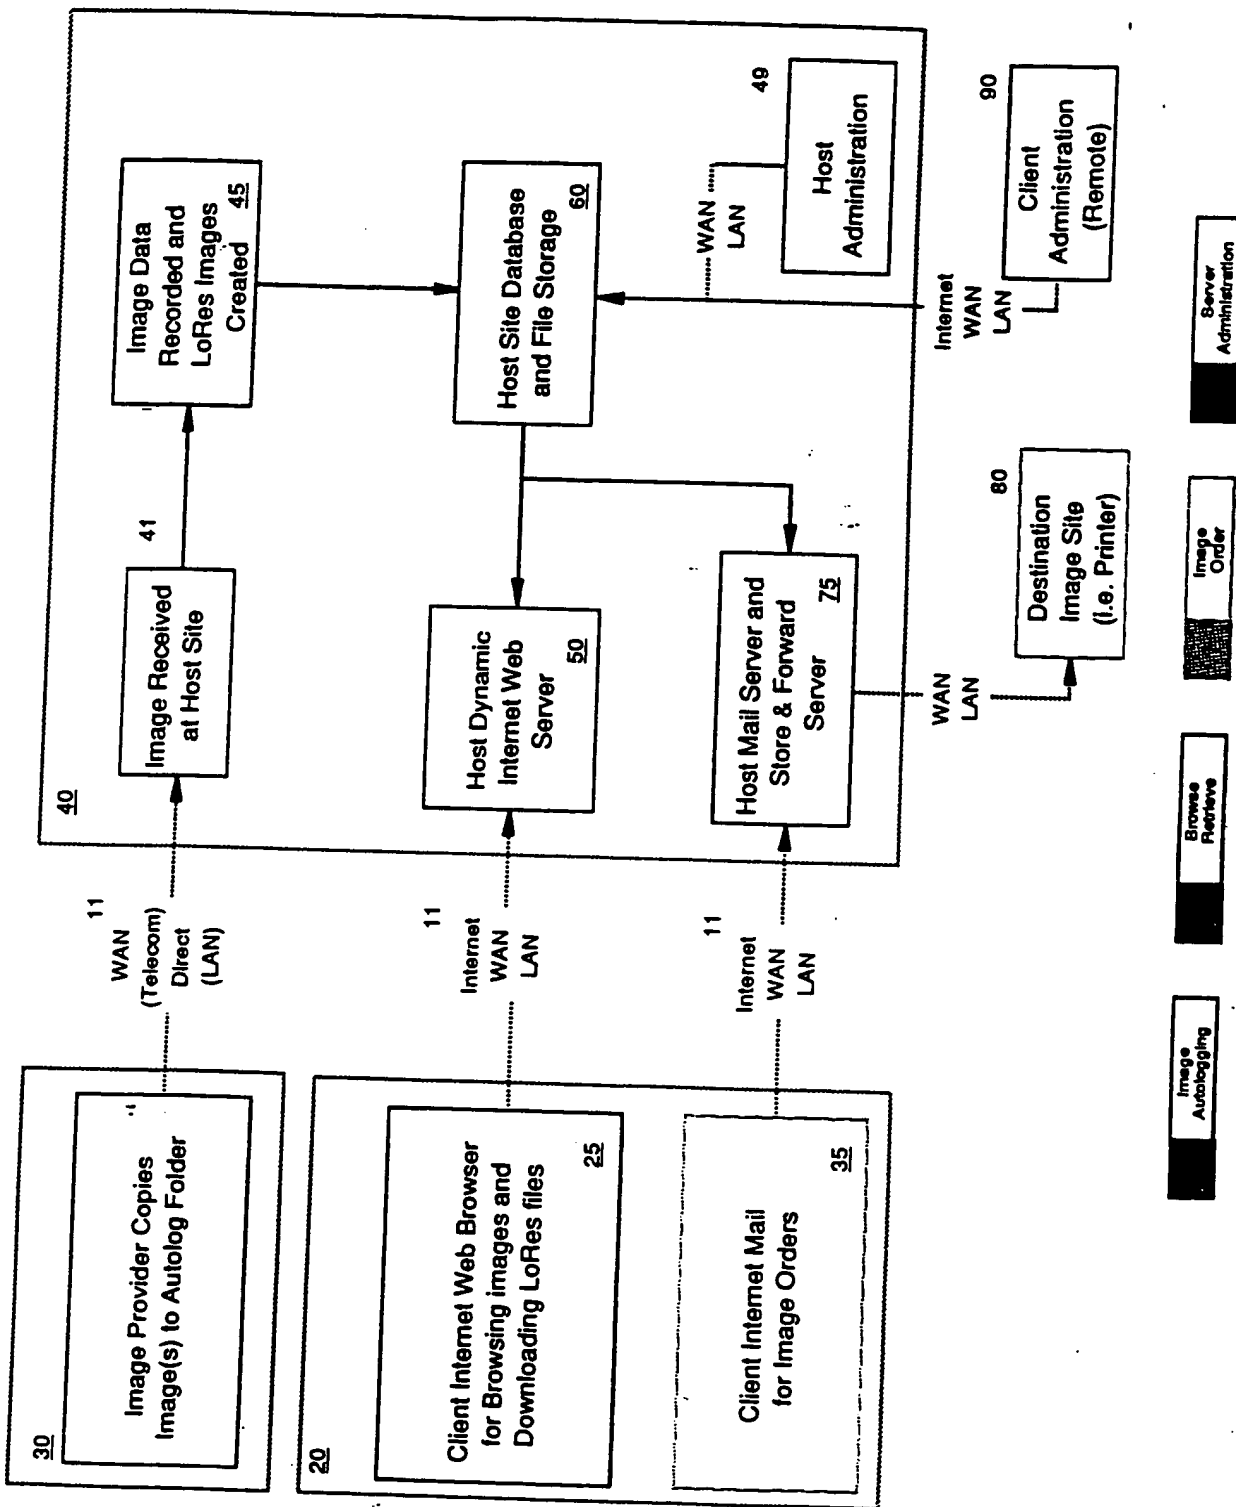 30
Image Provider Copies
Image(s) to Autolog Folder
20
Client Internet Web Browser
for Browsing images and
Downloading LoRes files
25
Client Internet Mail
for Image Orders
35
11
WAN
(Telecom)
Direct
(LAN)
11
Internet
WAN
LAN
11
Internet
WAN
LAN
40
Image Received
at Host Site
41
Image Data
Recorded and
LoRes Images
Created
45
Host Dynamic
Internet Web
Server
50
Host Site Database
and File Storage
60
Host Mail Server and
Store & Forward
Server
75
WAN
LAN
49
Host
Administration
WAN
LAN
80
Destination
Image Site
(i.e. Printer)
Internet
WAN
LAN
90
Client
Administration
(Remote)
Image
Autologging
Browse
Retrieve
Image
Order
Server
Administration